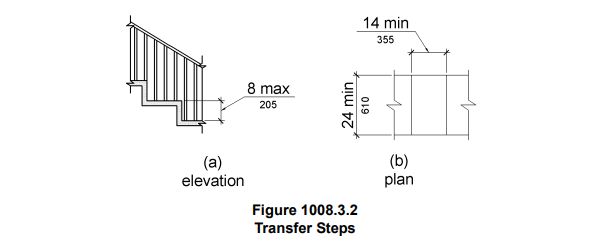 14 min
355
8 max
205
24 min
610
(a)
elevation
(b)
plan
Figure 1008.3.2
Transfer Steps